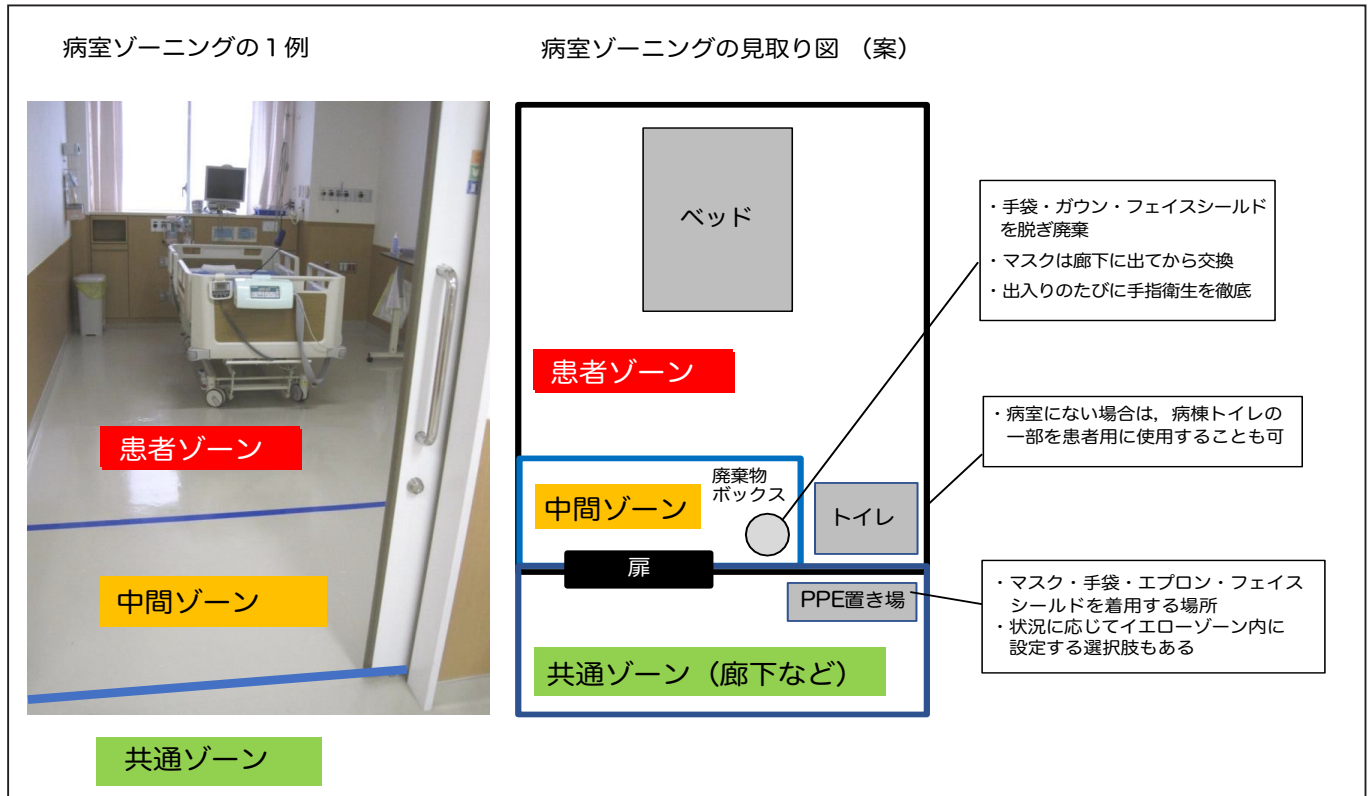 病室ゾーニングの１例
患者ゾーン
中間ゾーン
共通ゾーン
病室ゾーニングの見取り図　（案）
ベッド
患者ゾーン
中間ゾーン
廃棄物
ボックス
トイレ
扉
PPE置き場
共通ゾーン（廊下など）
・手袋・ガウン・フェイスシールド
を脱ぎ廃棄
・マスクは廊下に出てから交換
・出入りのたびに手指衛生を徹底
・病室にない場合は，病棟トイレの
一部を患者用に使用することも可
・マスク・手袋・エプロン・フェイス
シールドを着用する場所
・状況に応じてイエローゾーン内に
設定する選択肢もある